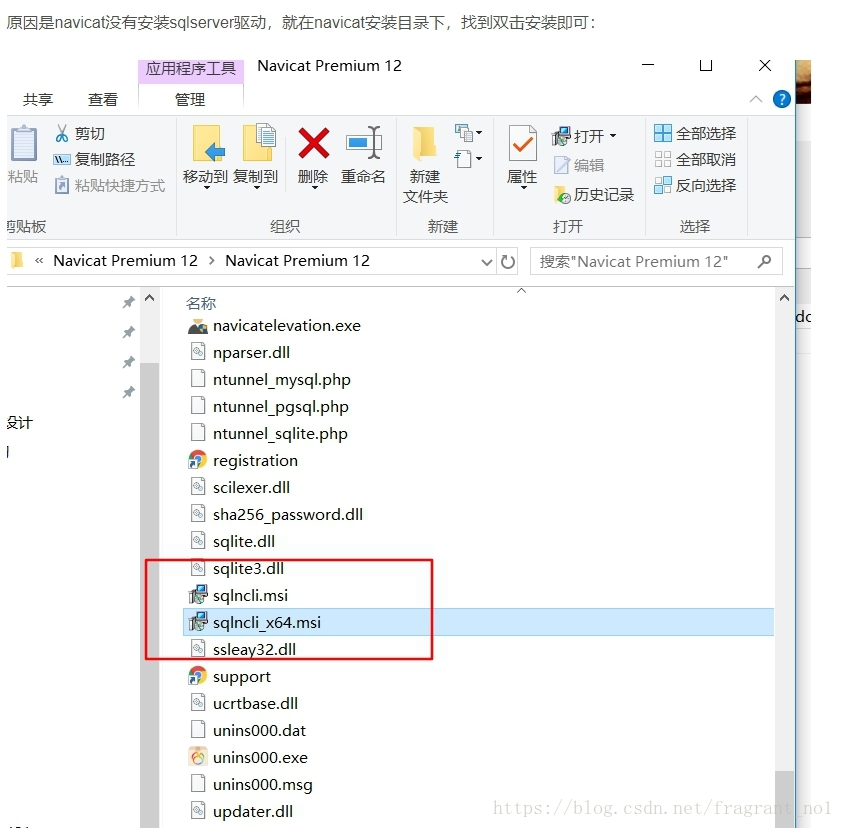 原因是navicat没有安装sqlserver驱动，就在navicat安装目录下，找到双击安装即可：
应用程序工具
Navicat Premium 12
共享
查看
管理
粘贴
剪切
复制路径
粘贴快捷方式
剪贴板
移动到
复制到
删除
重命名
组织
新建
文件夹
新建
属性
打开
编辑
历史记录
打开
全部选择
全部取消
反向选择
选择
« Navicat Premium 12 > Navicat Premium 12
搜索"Navicat Premium 12"
名称
navicatelevation.exe
nparser.dll
ntunnel_mysql.php
ntunnel_pgsql.php
ntunnel_sqlite.php
设计
registration
scilexer.dll
sha256_password.dll
sqlite.dll
sqlite3.dll
sqlncli.msi
sqlncli_x64.msi
ssleay32.dll
support
ucrtbase.dll
unins000.dat
unins000.exe
unins000.msg
updater.dll
https://blog.csdn.net/fragrant_no1